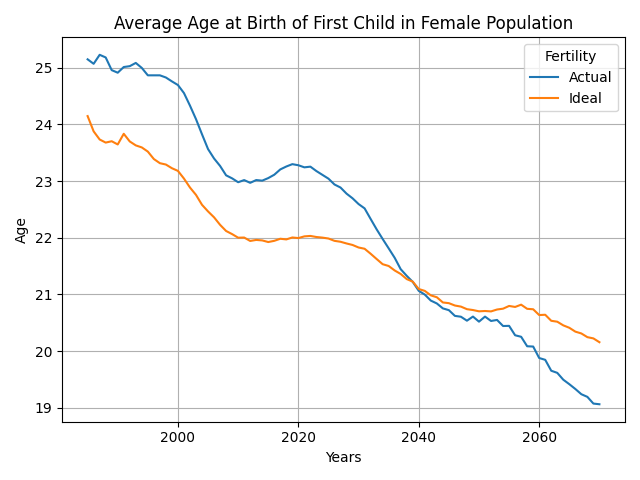 Average Age at Birth of First Child in Female Population
Fertility
Actual
Ideal
Age
25
24
23
22
21
20
19
2000
2020
2040
2060
Years